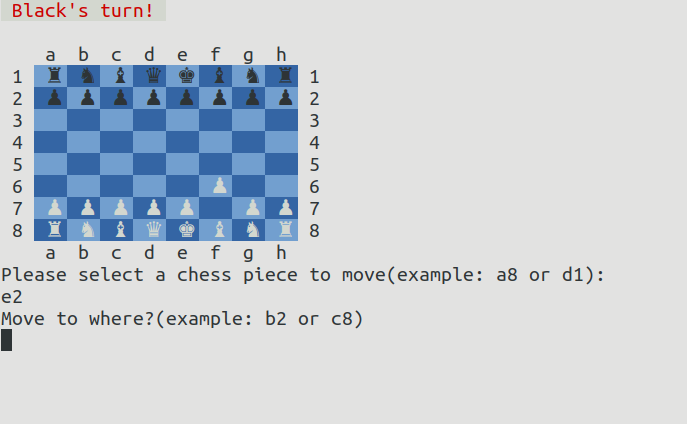 Black's turn!
a b c d e f g h
1 ♜ ♞ ♝ ♛ ♚ ♝ ♞ ♜ 1
2 ♟ ♟ ♟ ♟ ♟ ♟ ♟ ♟ 2
3 3
4 4
5 5
6 ♟ 6
7 ♟ ♟ ♟ ♟ ♟ ♟ ♟ 7
8 ♜ ♞ ♝ ♛ ♚ ♝ ♞ ♜ 8
a b c d e f g h
Please select a chess piece to move(example: a8 or d1):
e2
Move to where?(example: b2 or c8)